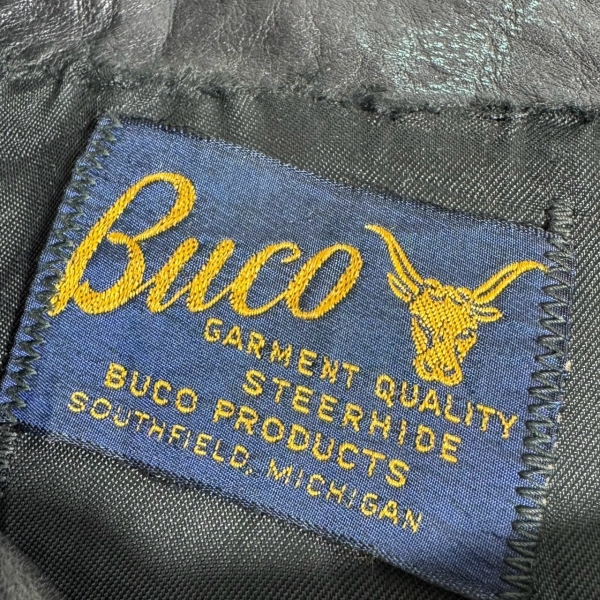 Buco
GARMENT QUALITY
STEERHIDE
BUCO PRODUCTS
SOUTHFIELD, MICHIGAN